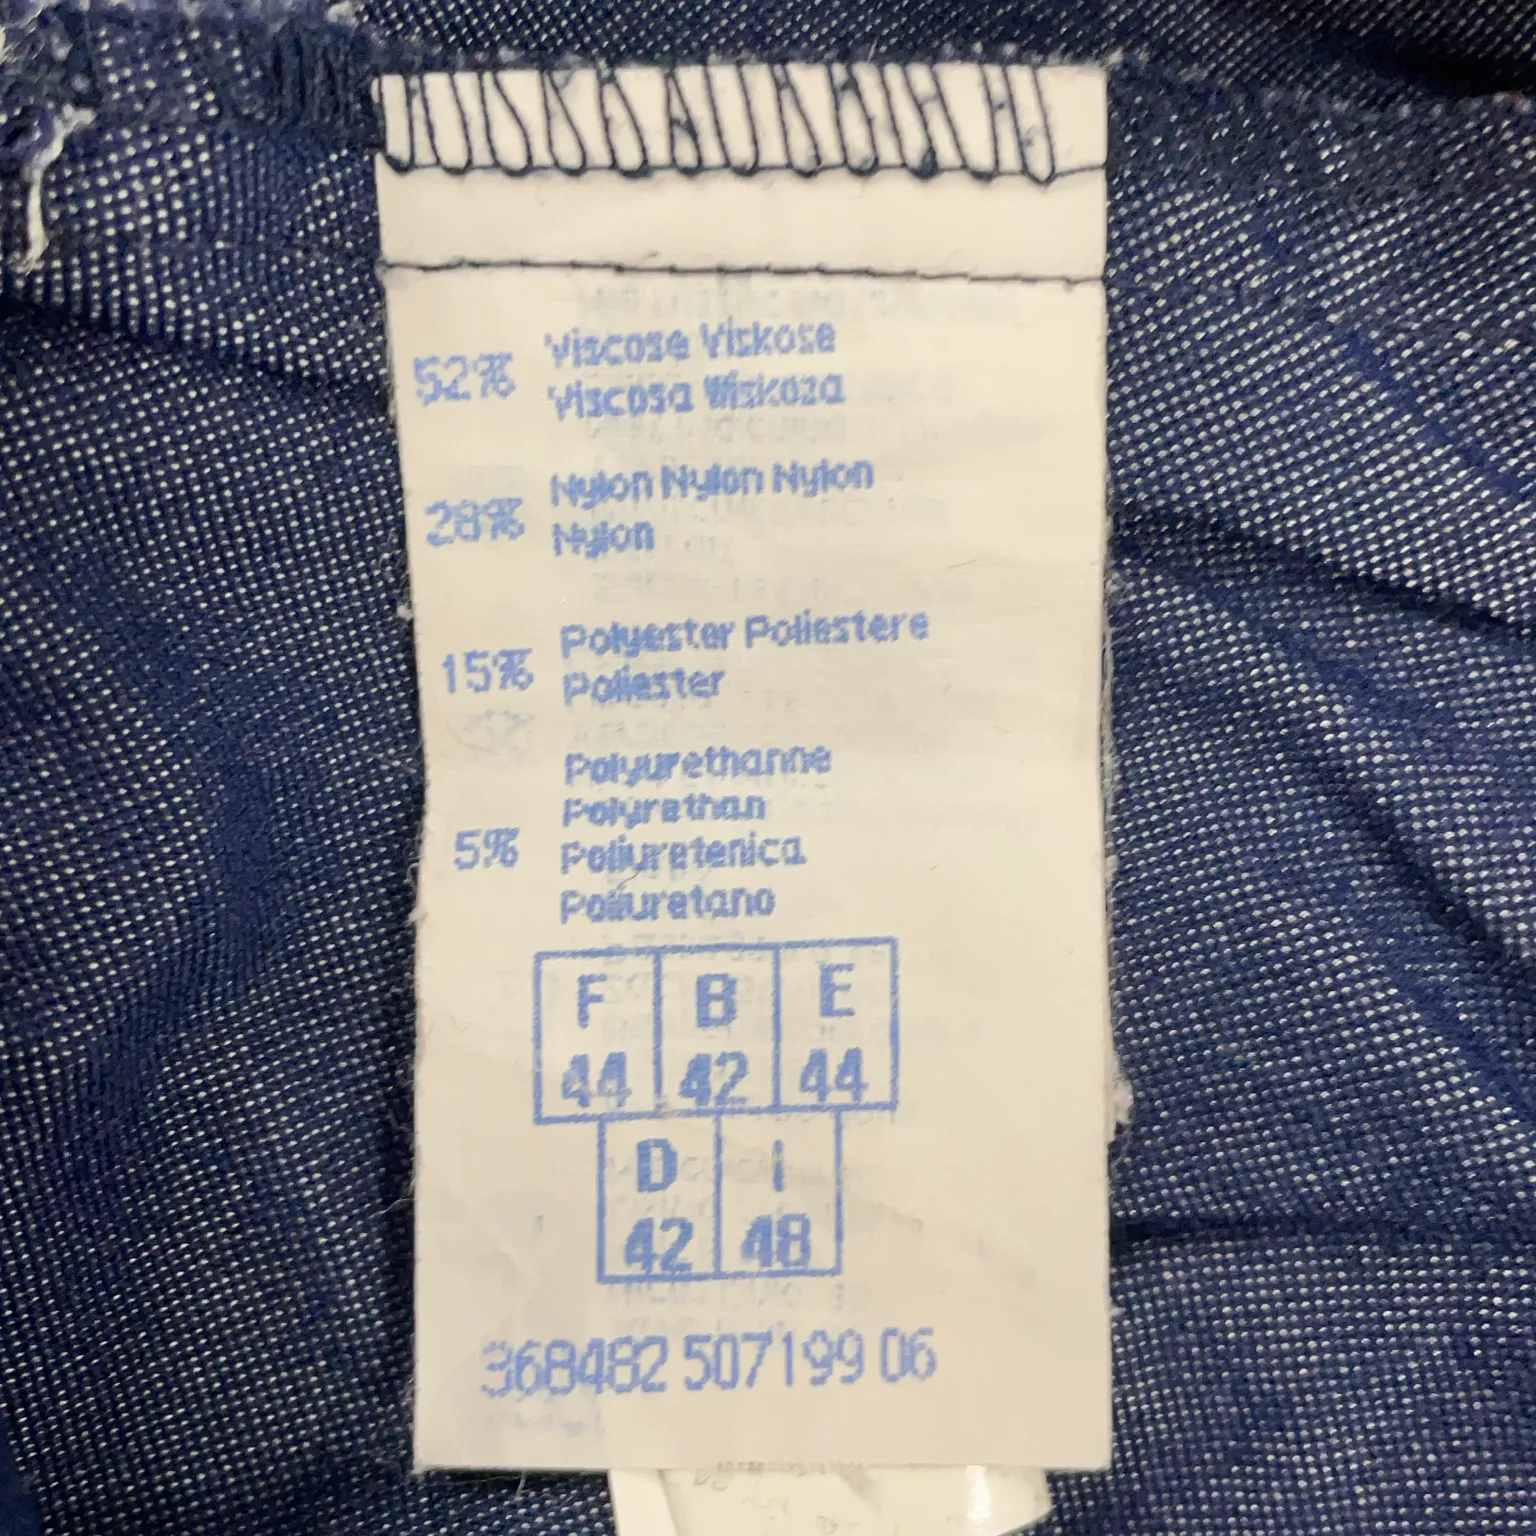 52%
Viscose Viskose
Viscosa Wiskoza
28%
Nylon Nylon Nylon
Nylon
15%
Polyester Poliestere
Poliester
5%
Polyurethanne
Polyrathan
Poliuretenica
Poliuretano
F B E
44 42 44
D I
42 48
368482 507199 06